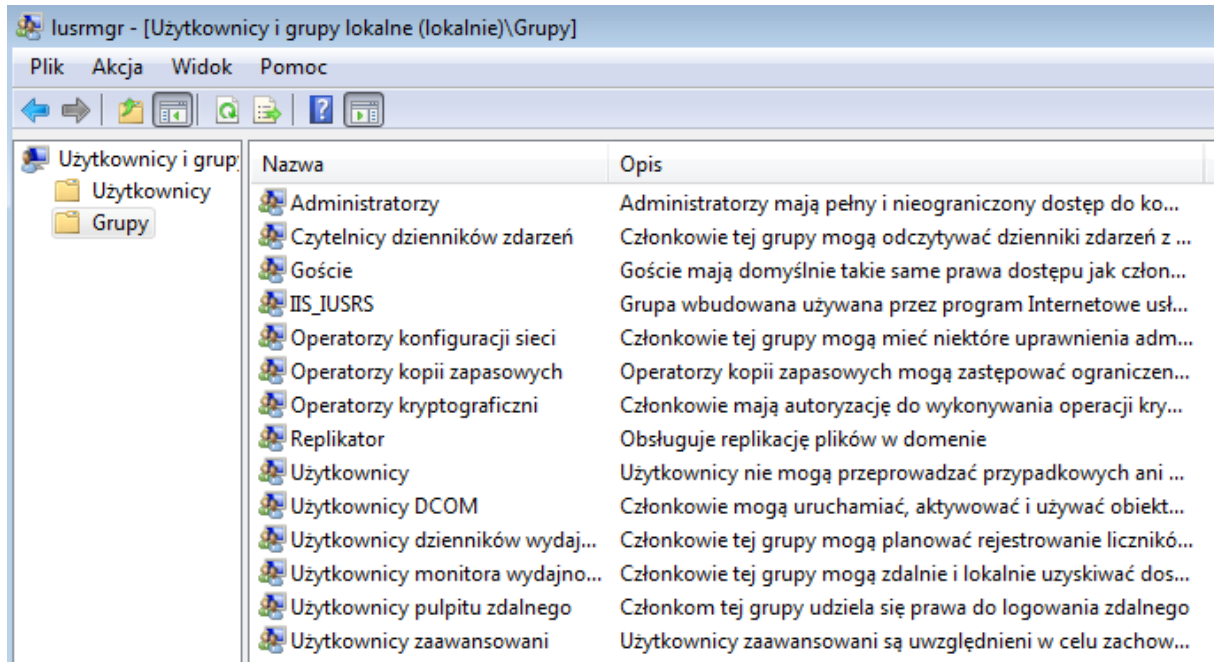 lusrmgr - [Użytkownicy i grupy lokalne (lokalnie)\Grupy]
Plik Akcja Widok Pomoc
Użytkownicy i grup
Użytkownicy
Grupy
Nazwa Opis
Administratorzy Administratorzy mają pełny i nieograniczony dostęp do ko...
Czytelnicy dzienników zdarzeń Członkowie tej grupy mogą odczytywać dzienniki zdarzeń z ...
Goście Goście mają domyślnie takie same prawa dostępu jak człon...
IIS_IUSRS Grupa wbudowana używana przez program Internetowe usł...
Operatorzy konfiguracji sieci Członkowie tej grupy mogą mieć niektóre uprawnienia adm...
Operatorzy kopii zapasowych Operatorzy kopii zapasowych mogą zastępować ograniczen...
Operatorzy kryptograficzni Członkowie mają autoryzację do wykonywania operacji kry...
Replikator Obsługuje replikację plików w domenie
Użytkownicy Użytkownicy nie mogą przeprowadzać przypadkowych ani ...
Użytkownicy DCOM Członkowie mogą uruchamiać, aktywować i używać obiekt...
Użytkownicy dzienników wydaj... Członkowie tej grupy mogą planować rejestrowanie licznikó...
Użytkownicy monitora wydajno... Członkowie tej grupy mogą zdalnie i lokalnie uzyskiwać dos...
Użytkownicy pulpitu zdalnego Członkom tej grupy udziela się prawa do logowania zdalnego
Użytkownicy zaawansowani Użytkownicy zaawansowani są uwzględnieni w celu zachow...